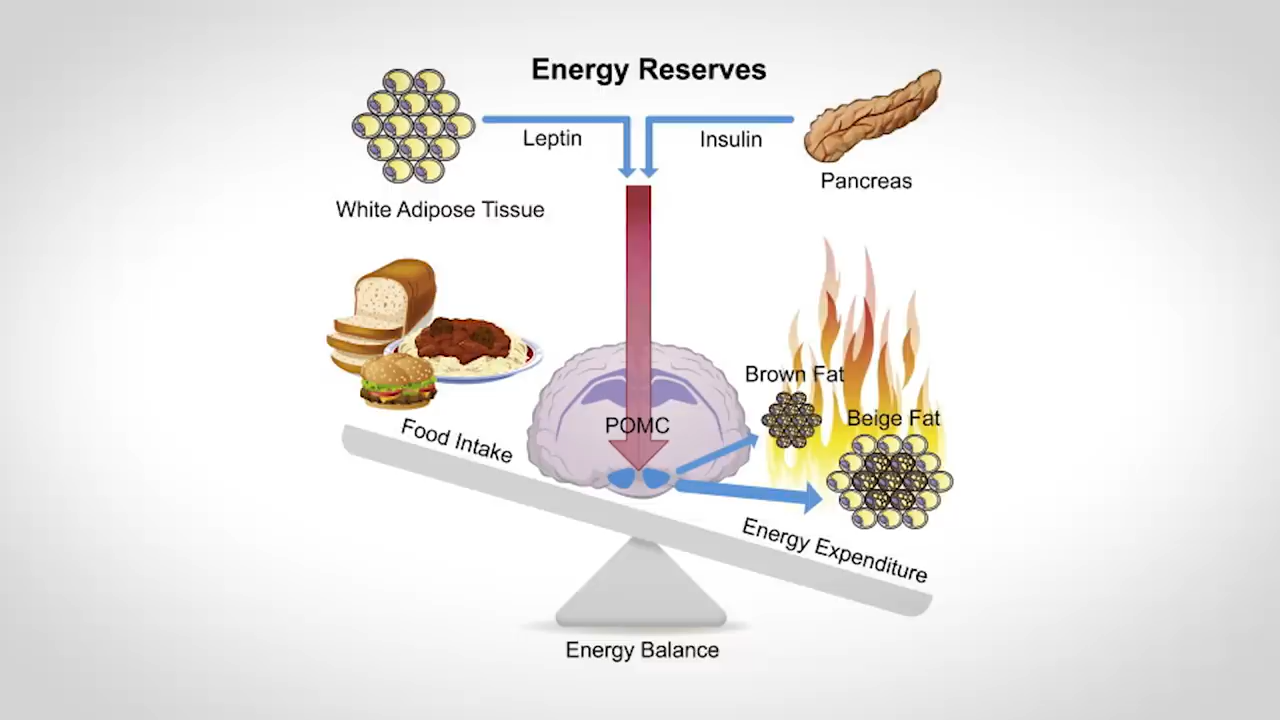 Energy Reserves
Leptin
Insulin
Pancreas
White Adipose Tissue
Brown Fat
Beige Fat
POMC
Food Intake
Energy Expenditure
Energy Balance